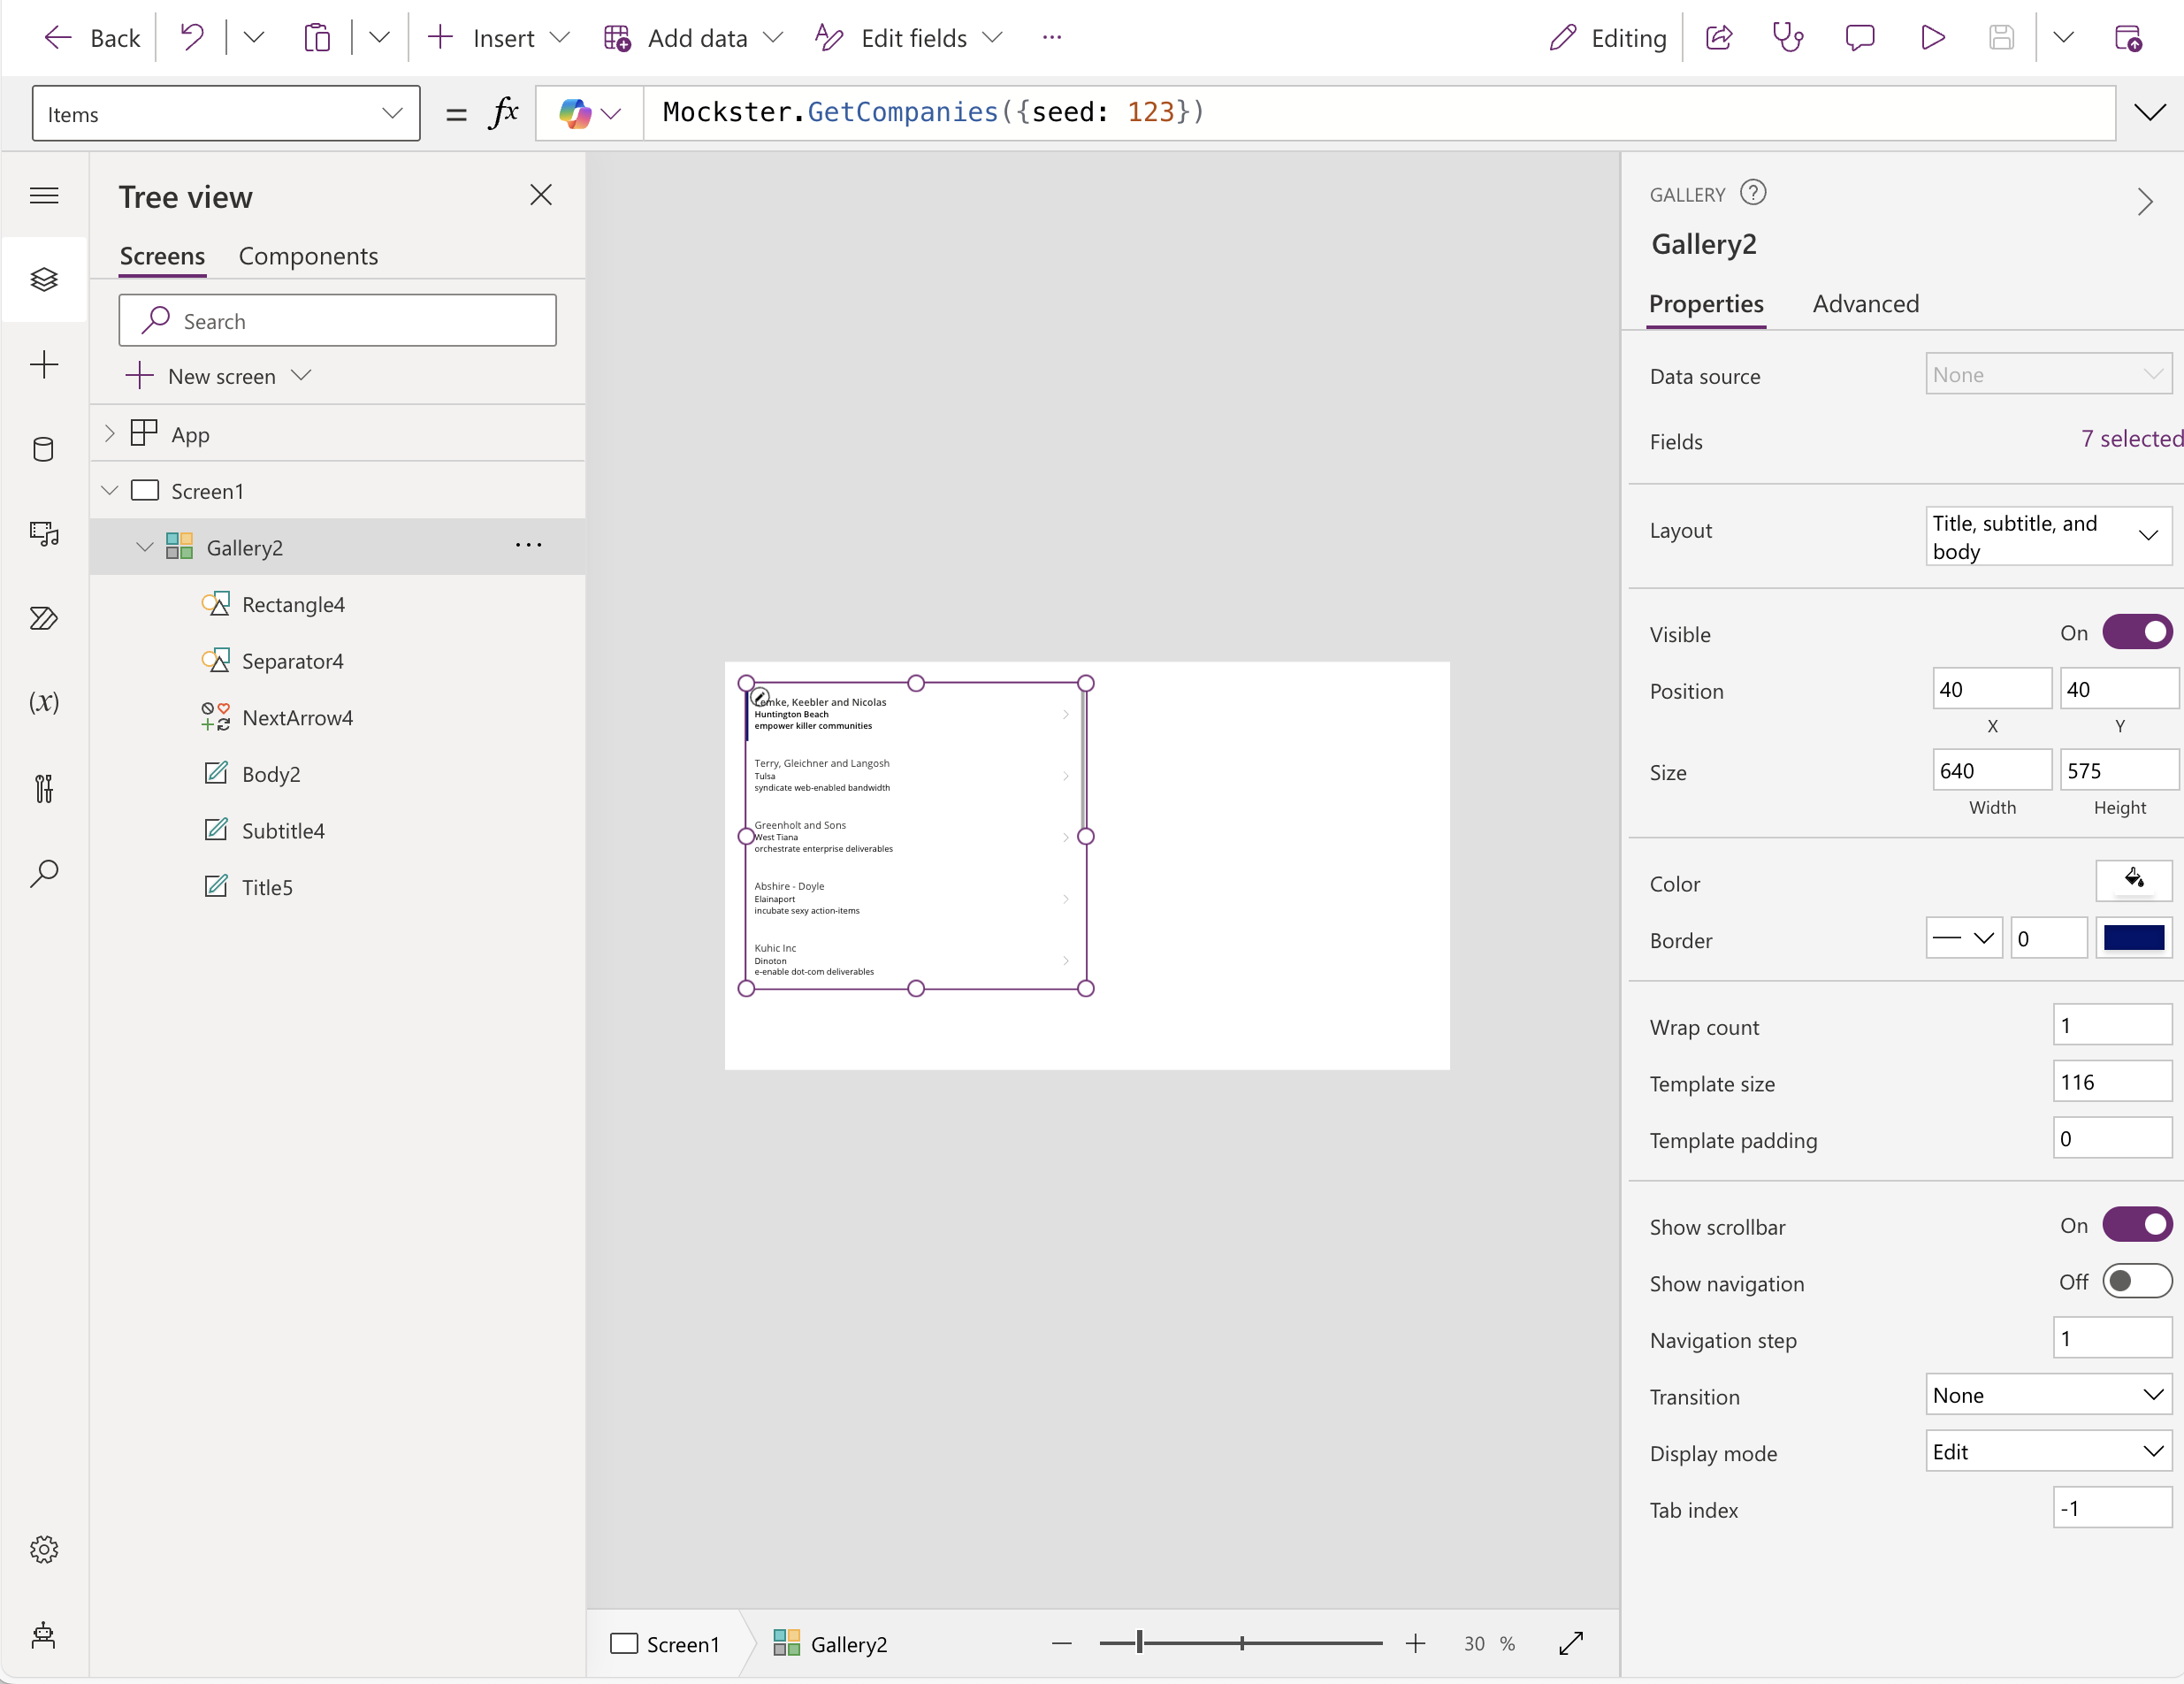 Back
Insert
Add data
Edit fields
Editing
Items
= fx
Mockster.GetCompanies({seed: 123})
Tree view
Screens Components
Search
New screen
App
Screen1
Gallery2
Rectangle4
Separator4
NextArrow4
Body2
Subtitle4
Title5
Lemke, Keebler and Nicolas
Huntington Beach
empower killer communities
Terry, Gleichner and Langosh
Tulsa
syndicate web-enabled bandwidth
Greenholt and Sons
West Tiana
orchestrate enterprise deliverables
Abshire - Doyle
Elainaport
incubate sexy action-items
Kuhic Inc
Dinoton
e-enable dot-com deliverables
Screen1
Gallery2
30 %
GALLERY
Gallery2
Properties Advanced
Data source None
Fields 7 selected
Layout Title, subtitle, and
body
Visible On
Position 40 40
X Y
Size 640 575
Width Height
Color
Border 0
Wrap count 1
Template size 116
Template padding 0
Show scrollbar On
Show navigation Off
Navigation step 1
Transition None
Display mode Edit
Tab index -1